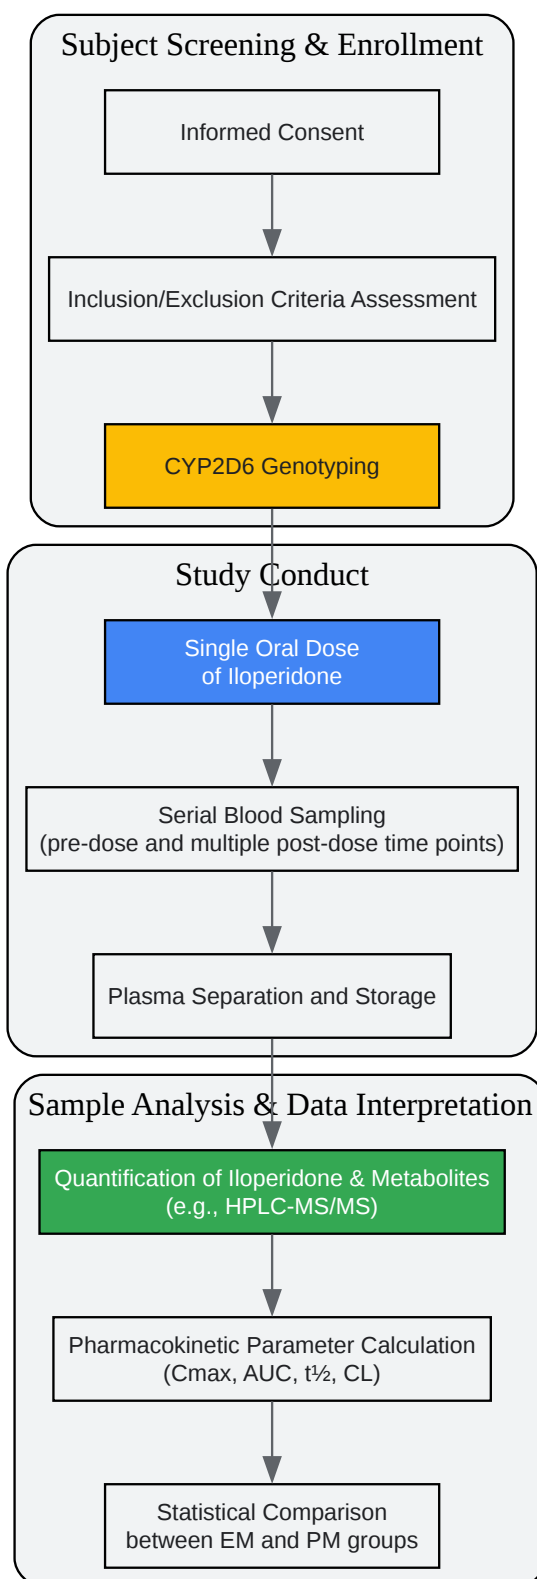 Subject Screening & Enrollment
Informed Consent
Inclusion/Exclusion Criteria Assessment
CYP2D6 Genotyping
Study Conduct
Single Oral Dose
of Iloperidone
Serial Blood Sampling
(pre-dose and multiple post-dose time points)
Plasma Separation and Storage
Sample Analysis & Data Interpretation
Quantification of Iloperidone & Metabolites
(e.g., HPLC-MS/MS)
Pharmacokinetic Parameter Calculation
(Cmax, AUC, t½, CL)
Statistical Comparison
between EM and PM groups